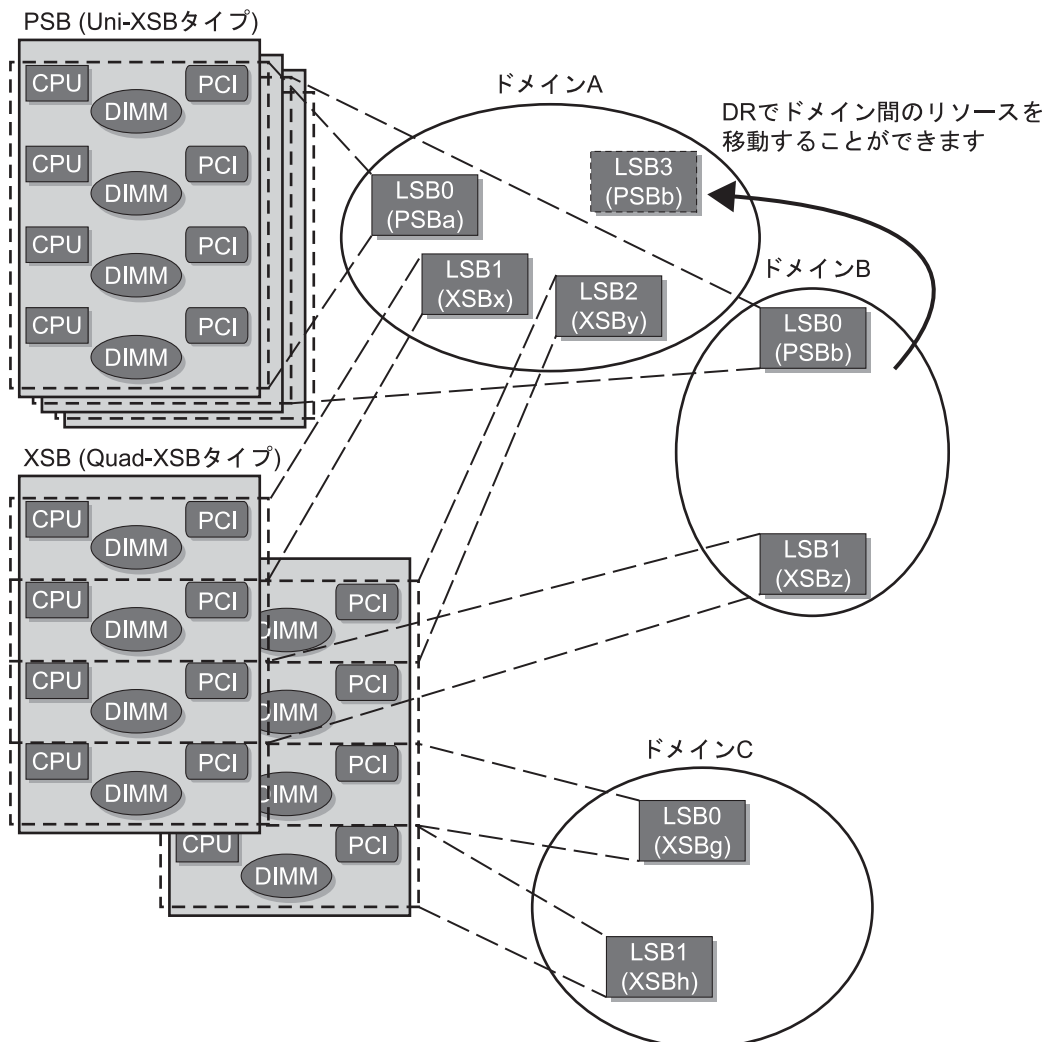 PSB (Uni-XSBタイプ)
CPU
PCI
DIMM
CPU
PCI
DIMM
CPU
PCI
DIMM
CPU
PCI
DIMM
ドメインA
LSB0
(PSBa)
LSB1
(XSBx)
LSB2
(XSBy)
LSB3
(PSBb)
DRでドメイン間のリソースを
移動することができます
ドメインB
LSB0
(PSBb)
LSB1
(XSBz)
XSB (Quad-XSBタイプ)
CPU
PCI
DIMM
CPU
PCI
DIMM
CPU
PCI
DIMM
CPU
PCI
DIMM
PCI
DIMM
PCI
DIMM
PCI
DIMM
CPU
PCI
DIMM
ドメインC
LSB0
(XSBg)
LSB1
(XSBh)